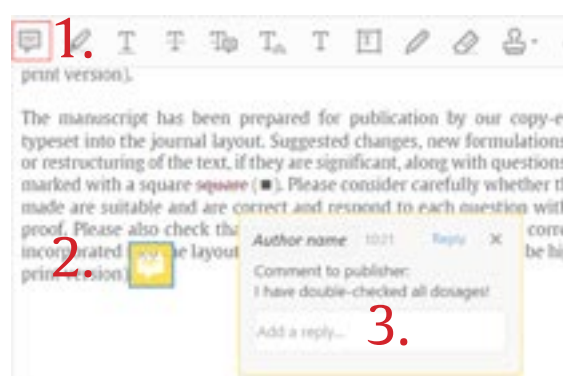 1.
print version).
The manuscript has been prepared for publication by our copy-e
typeset into the journal layout. Suggested changes, new formulations
or restructuring of the text, if they are significant, along with questions
marked with a square square (■). Please consider carefully whether t
made are suitable and are correct and respond to each question with
proof. Please also check tha corre
incorporated layout be hig
2.
print version)
Author name 10:21 Reply ×
Comment to publisher:
I have double-checked all dosages!
Add a reply...
3.